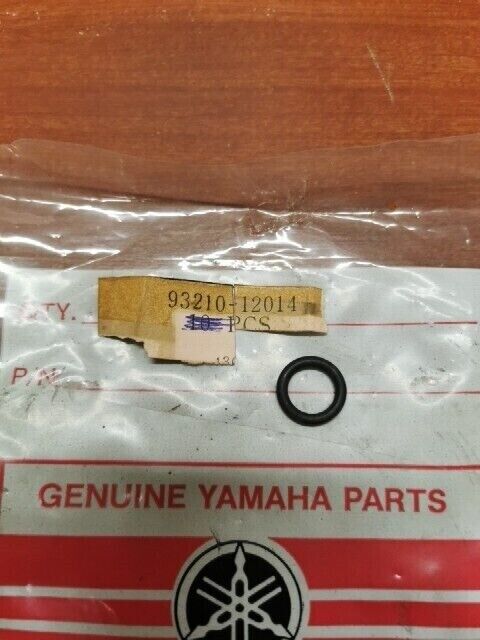 QTY.
93210-12014
10 PCS
P/N
GENUINE YAMAHA PARTS